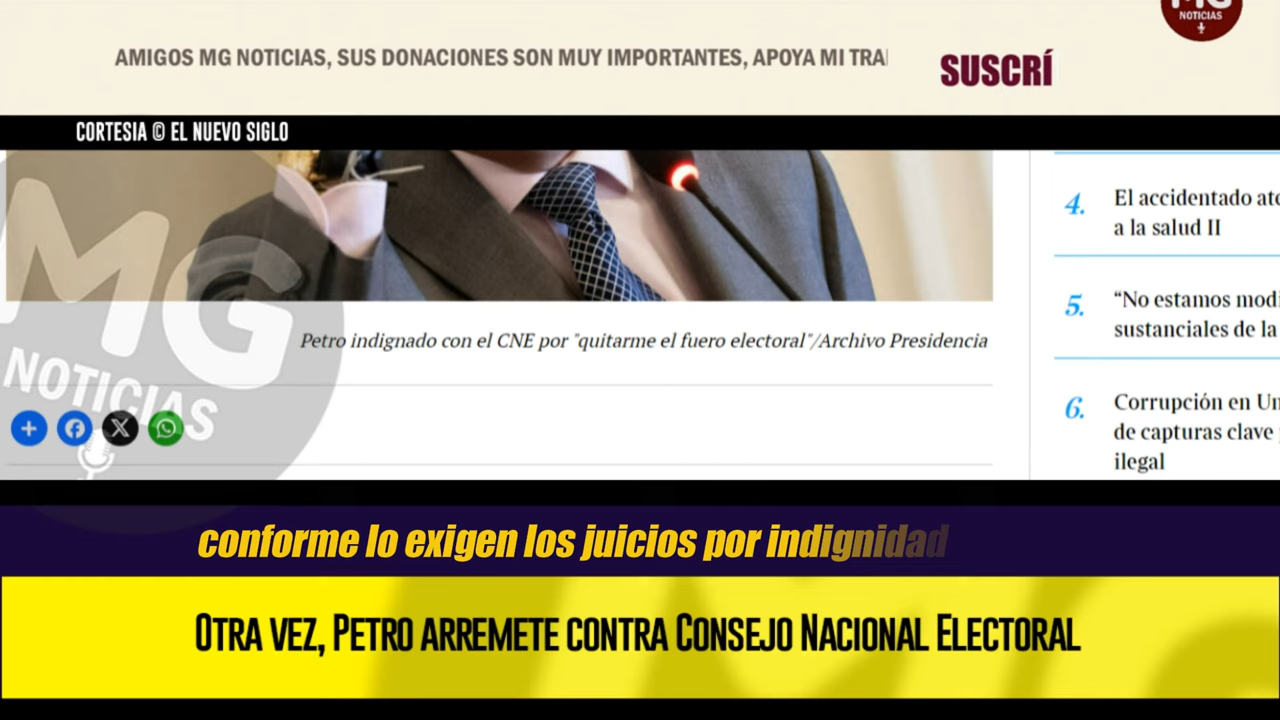 MG
NOTICIAS
AMIGOS MG NOTICIAS, SUS DONACIONES SON MUY IMPORTANTES, APOYA MI
SUSCRÍ
CORTESIA © EL NUEVO SIGLO
4.
El accidentado
a la salud II
5.
“No estamos
sustanciales de la
MG
NOTICIAS
Petro indignado con el CNE por "quitarme el fuero electoral"/Archivo Presidencia
6.
Corrupción en
de capturas clave
ilegal
conforme lo exigen los juicios por indignidad
OTRA VEZ, PETRO ARREMETE CONTRA CONSEJO NACIONAL ELECTORAL